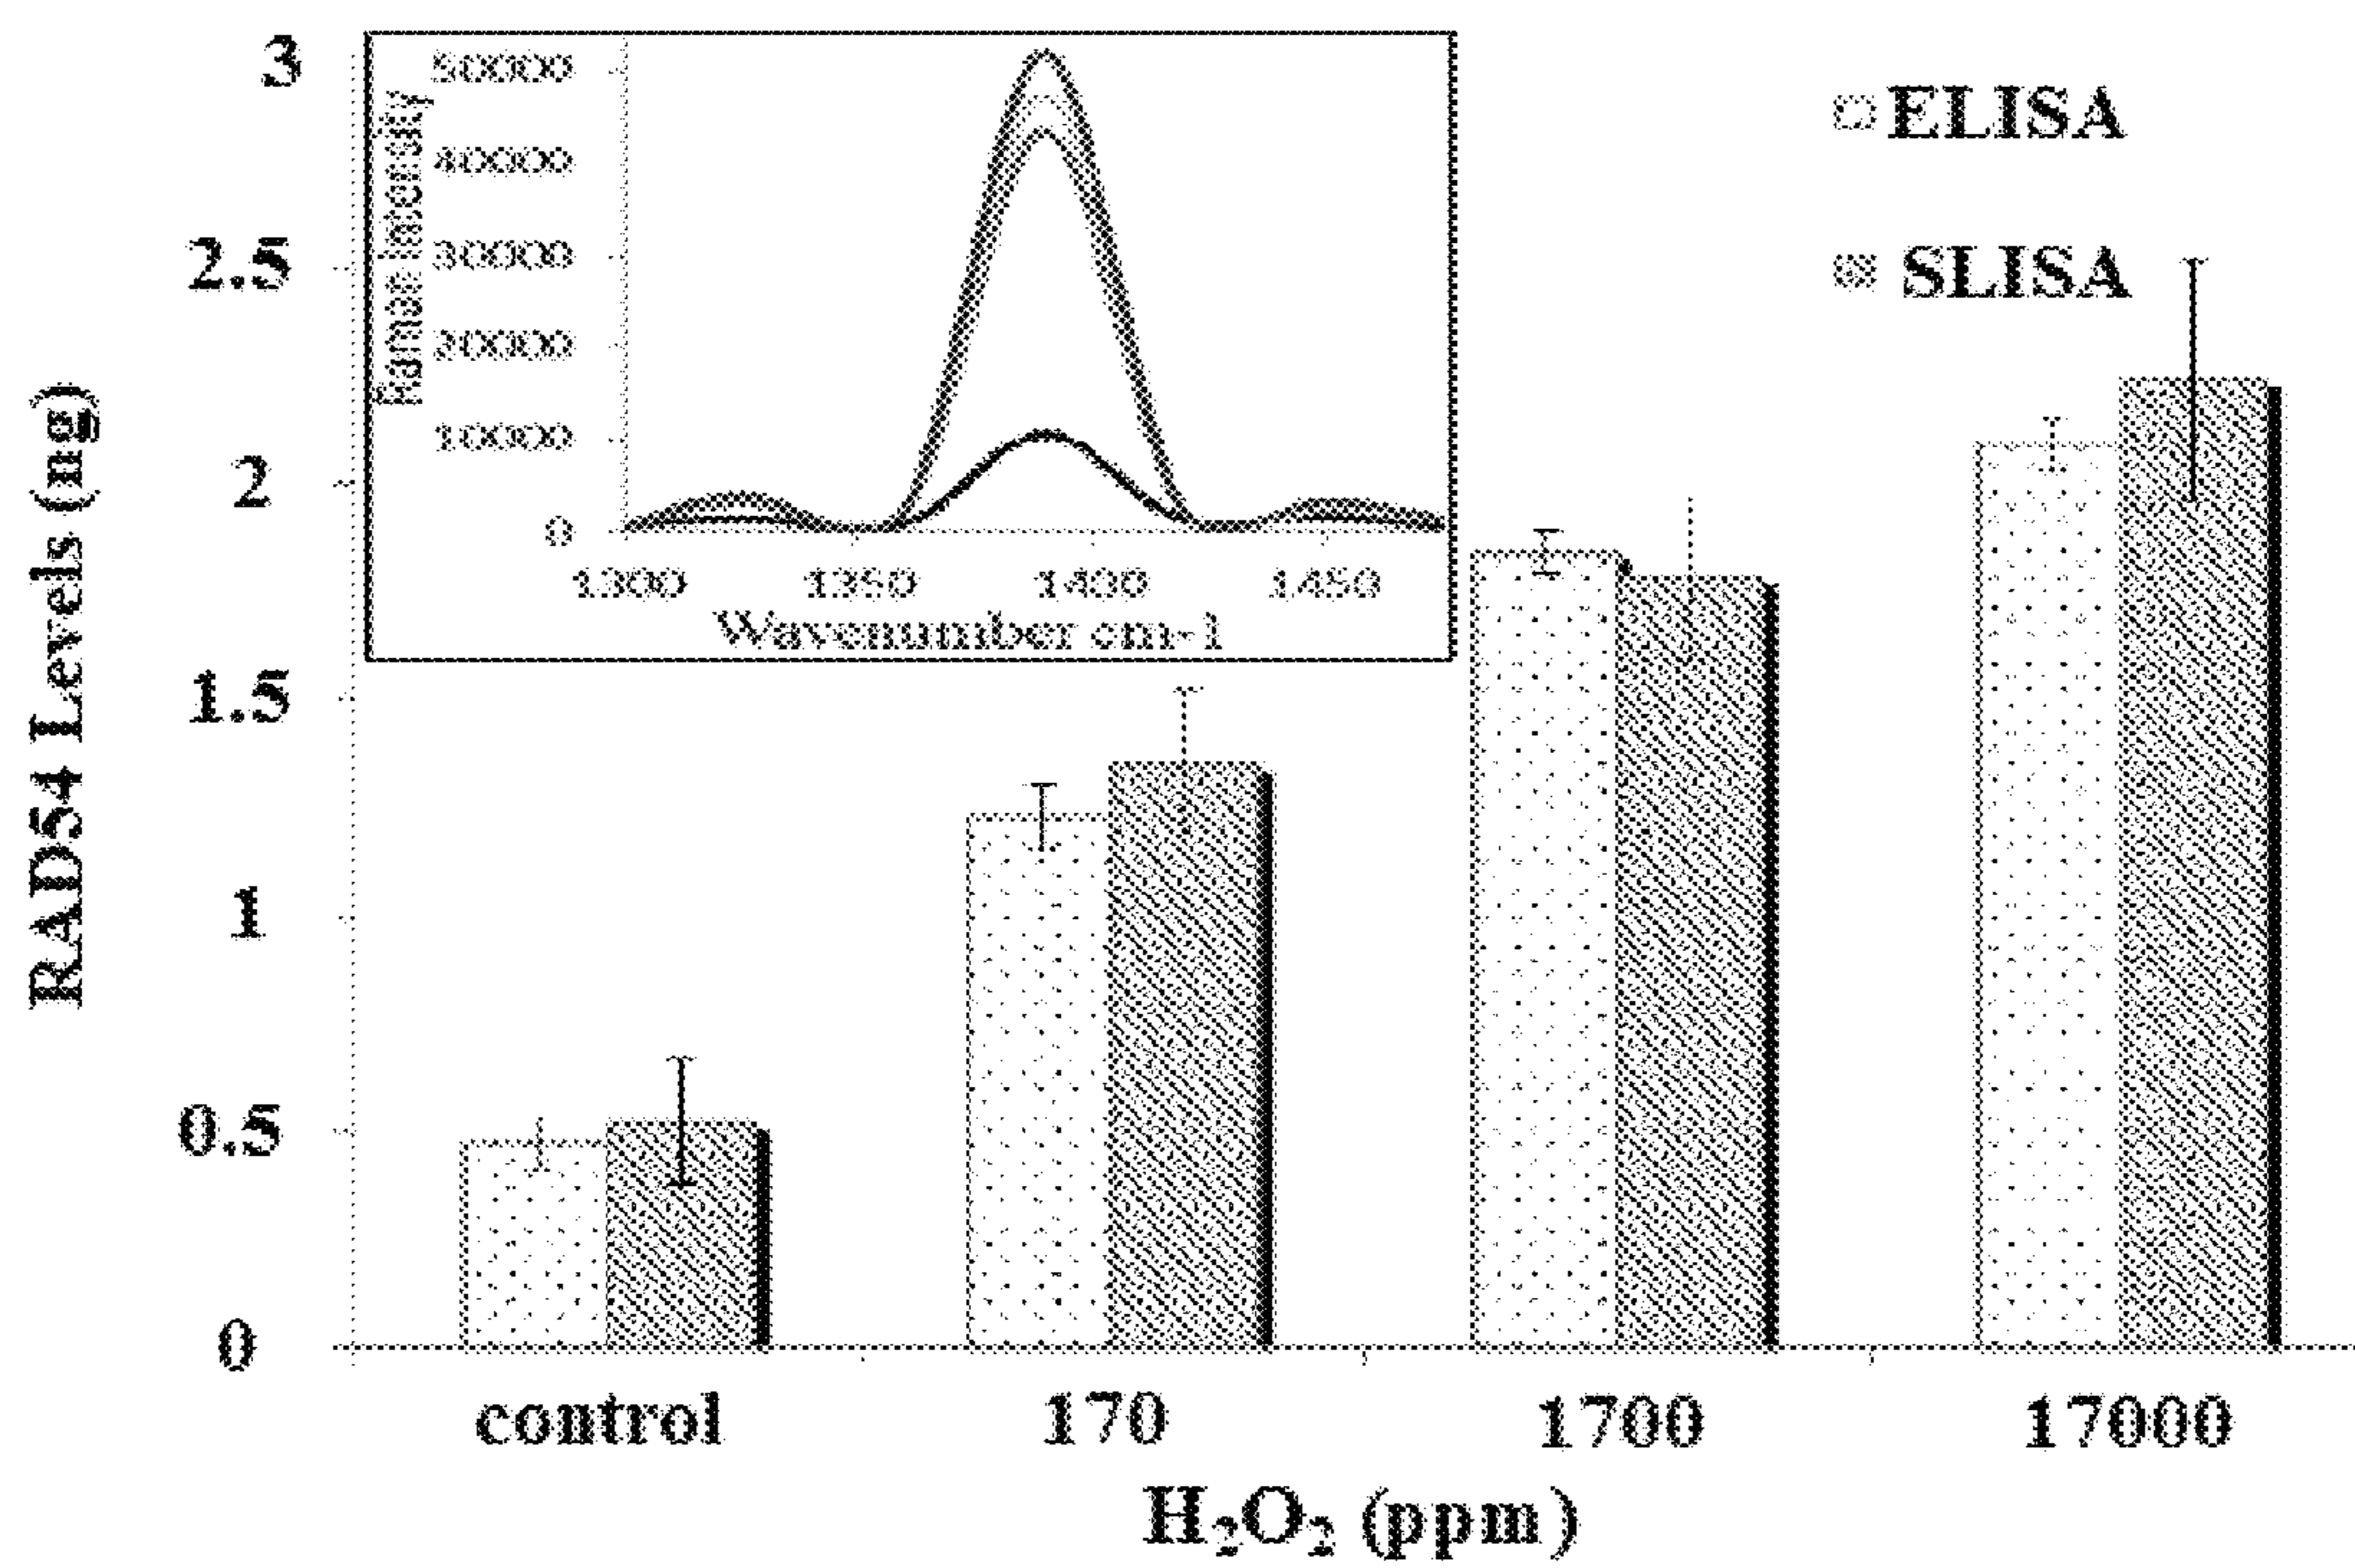 RAD54 Levels (ng)
3
2.5
2
1.5
1
0.5
0
Raman Intensity
50000
40000
30000
20000
10000
0
1300 1350 1400 1450
Wavenumber cm-1
ELISA
SLISA
control 170 1700 17000
H₂O₂ (ppm)